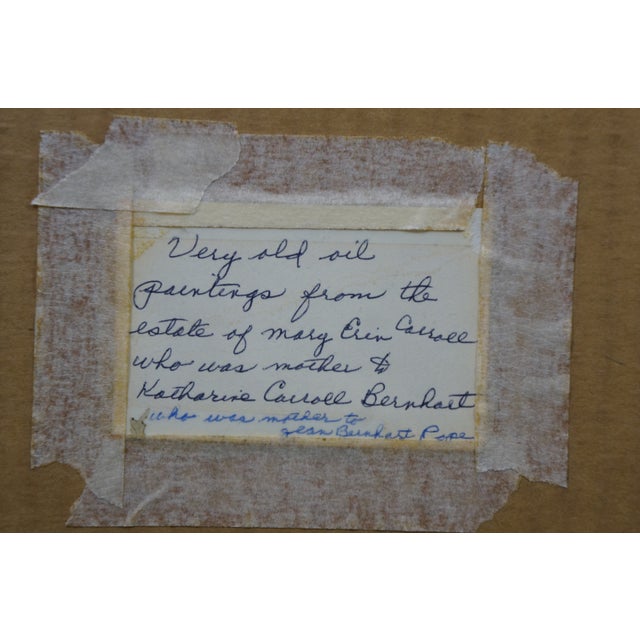 Very old oil
paintings from the
estate of Mary Erin Carroll
who was mother to
Katharine Carroll Bernhart
who was mother to
Jean Bernhart Pope